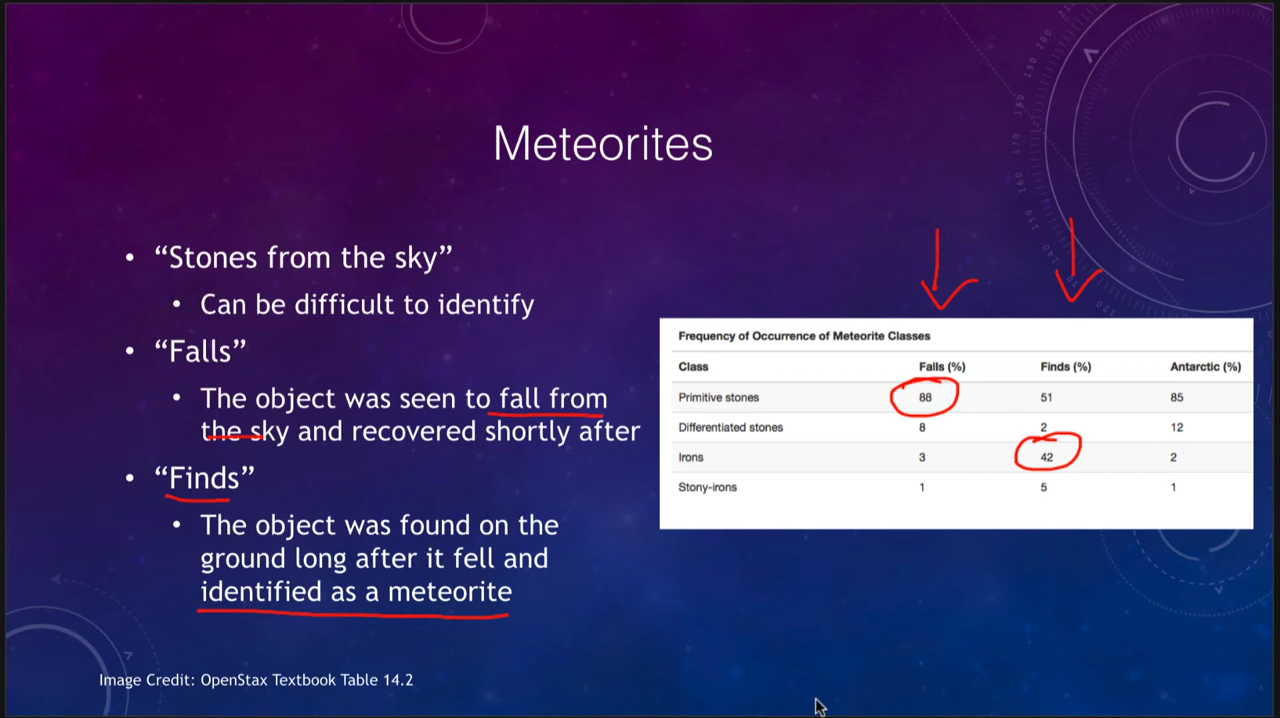 Meteorites
• “Stones from the sky”
• Can be difficult to identify
• “Falls”
• The object was seen to fall from
the sky and recovered shortly after
• “Finds”
• The object was found on the
ground long after it fell and
identified as a meteorite
Frequency of Occurrence of Meteorite Classes
Class Falls (%) Finds (%) Antarctic (%)
Primitive stones 88 51 85
Differentiated stones 8 2 12
Irons 3 42 2
Stony-irons 1 5 1
Image Credit: OpenStax Textbook Table 14.2